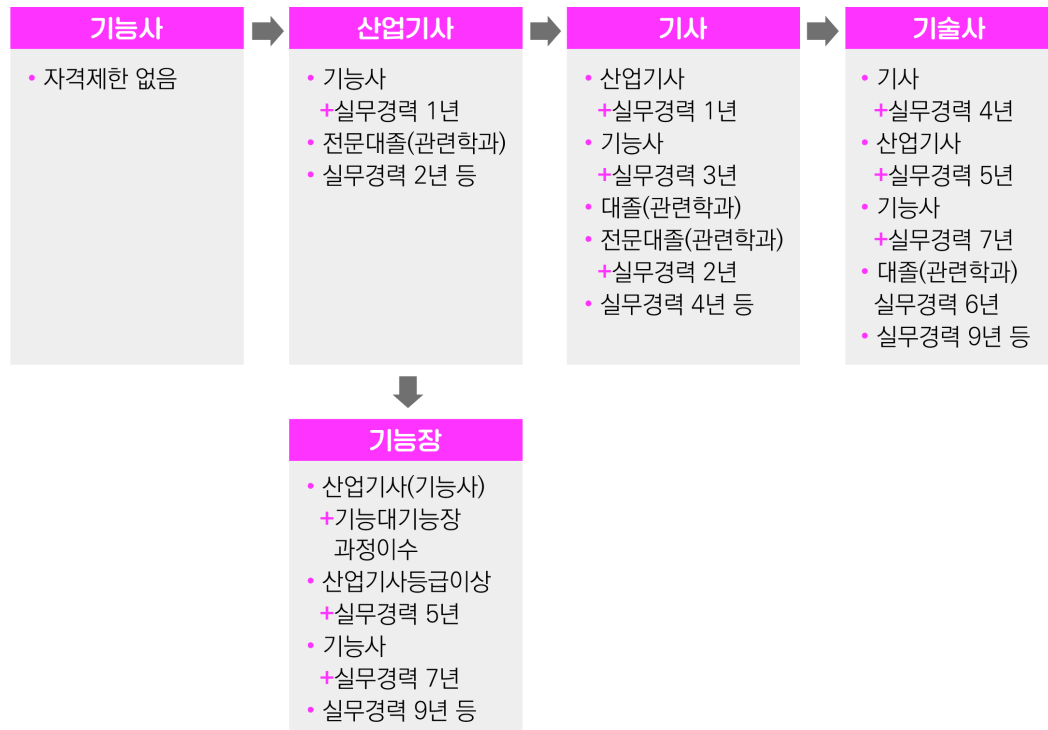 기능사
• 자격제한 없음
산업기사
• 기능사
+실무경력 1년
• 전문대졸(관련학과)
• 실무경력 2년 등
기사
• 산업기사
+실무경력 1년
• 기능사
+실무경력 3년
• 대졸(관련학과)
• 전문대졸(관련학과)
+실무경력 2년
• 실무경력 4년 등
기술사
• 기사
+실무경력 4년
• 산업기사
+실무경력 5년
• 기능사
+실무경력 7년
• 대졸(관련학과)
실무경력 6년
• 실무경력 9년 등
기능장
• 산업기사(기능사)
+기능대기능장
과정이수
• 산업기사등급이상
+실무경력 5년
• 기능사
+실무경력 7년
• 실무경력 9년 등